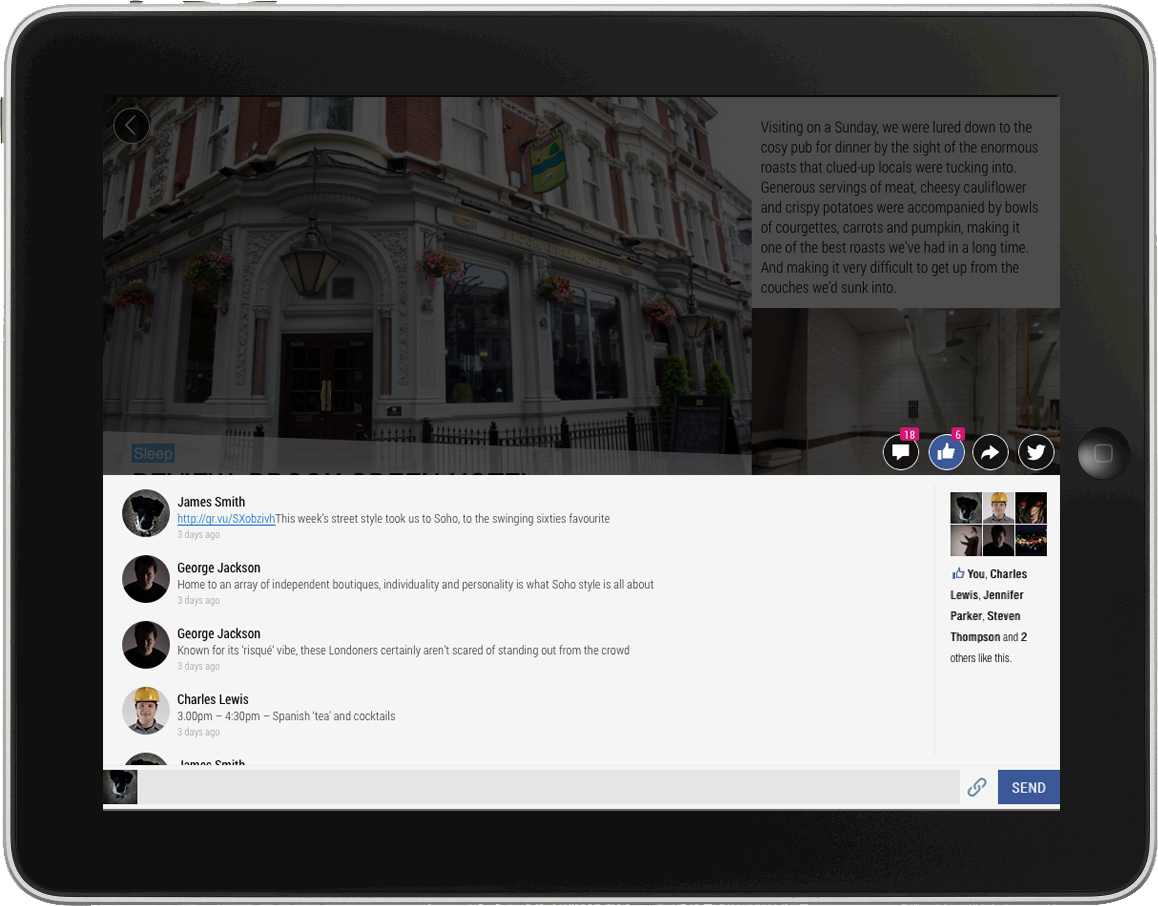 Visiting on a Sunday, we were lured down to the
cosy pub for dinner by the sight of the enormous
roasts that clued-up locals were tucking into.
Generous servings of meat, cheesy cauliflower
and crispy potatoes were accompanied by bowls
of courgettes, carrots and pumpkin, making it
one of the best roasts we've had in a long time.
And making it very difficult to get up from the
couches we'd sunk into.
Sleep
18
6
James Smith
http://qr.vu/SXobzivhThis week's street style took us to Soho, to the swinging sixties favourite
3 days ago
George Jackson
Home to an array of independent boutiques, individuality and personality is what Soho style is all about
3 days ago
George Jackson
Known for its 'risqué' vibe, these Londoners certainly aren't scared of standing out from the crowd
3 days ago
Charles Lewis
3.00pm – 4:30pm – Spanish 'tea' and cocktails
3 days ago
James Smith
You, Charles
Lewis, Jennifer
Parker, Steven
Thompson and 2
others like this.
SEND